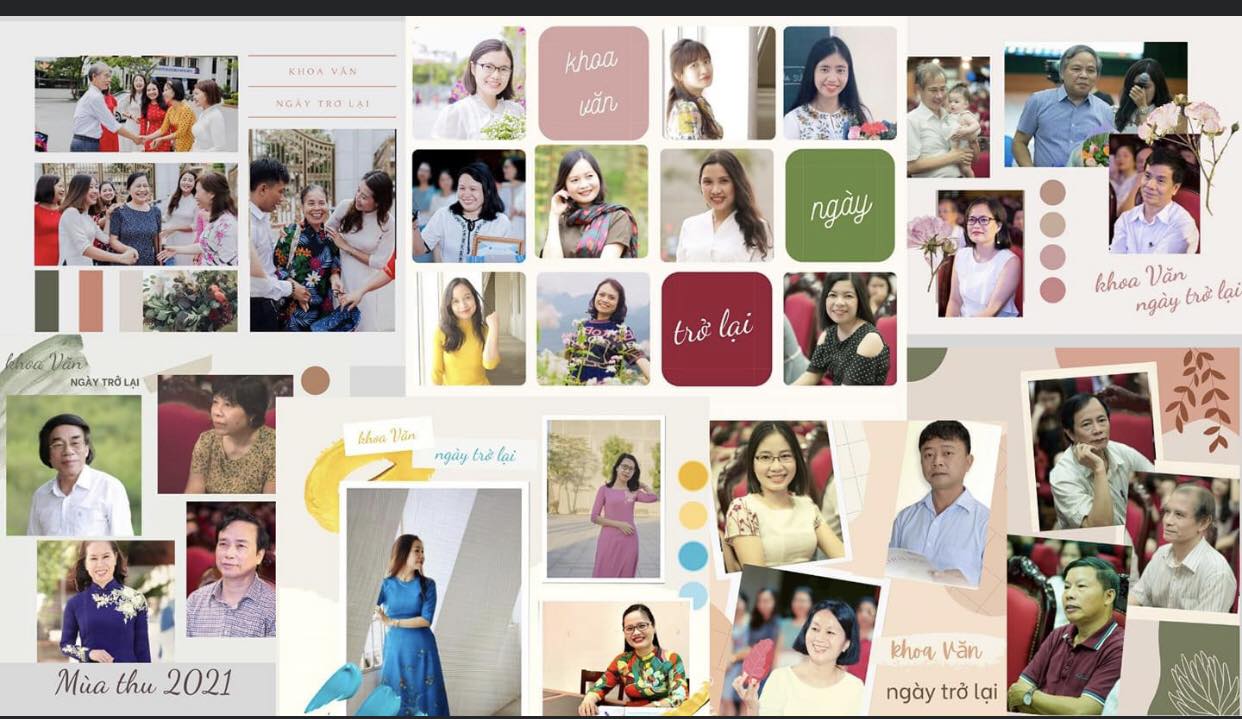 KHOA VĂN
NGÀY TRỞ LẠI
khoa
văn
ngày
trở lại
khoa Văn
ngày trở lại
khoa Văn
NGÀY TRỞ LẠI
Mùa thu 2021
khoa Văn
ngày trở lại
khoa Văn
ngày trở lại